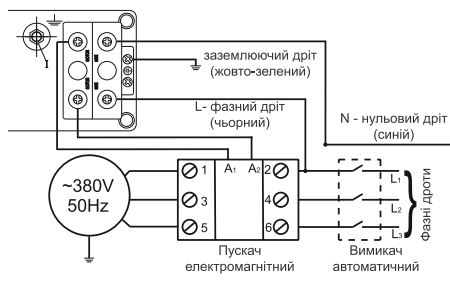 заземлюючий дріт
(жовто-зелений)
L- фазний дріт
(чьорний)
N - нульовий дріт
(синій)
I
~380V
50Hz
1 A1 A2 2
3 4
5 6
L1
L2
L3
Фазні дроти
Пускач
електромагнітний
Вимикач
автоматичний